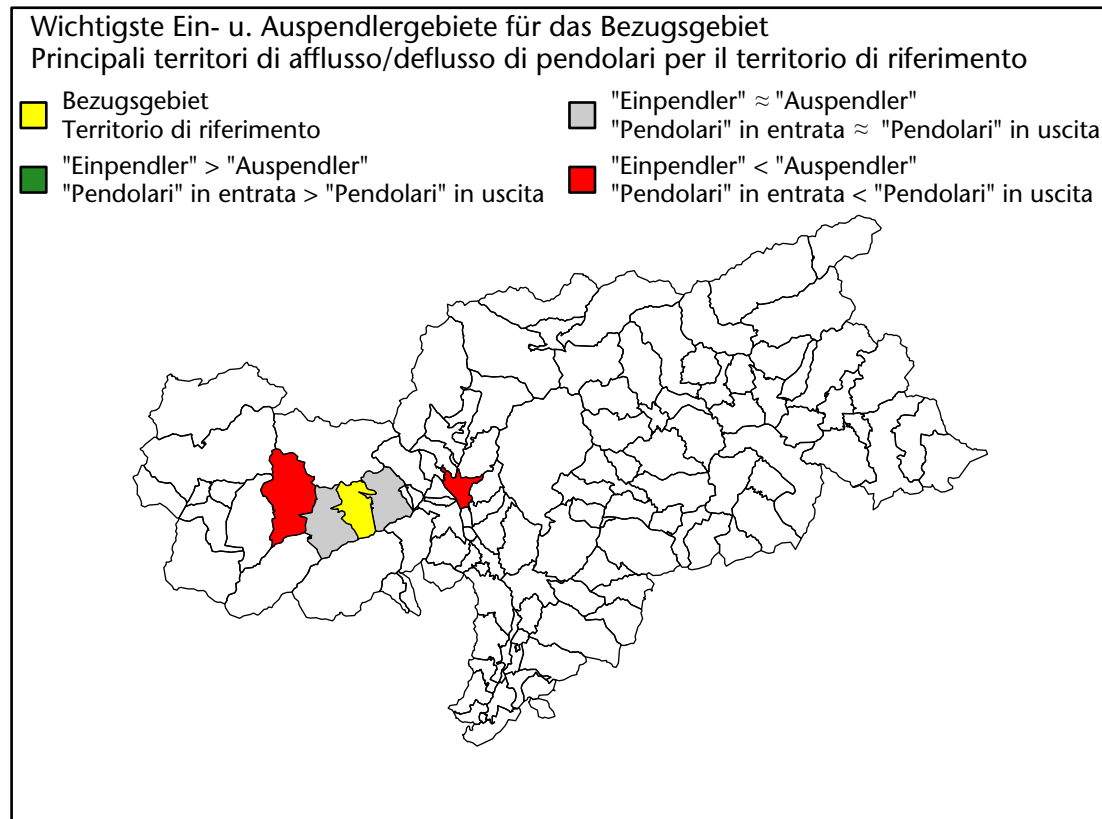 Wichtigste Ein- u. Auspendlergebiete für das Bezugsgebiet
Principali territori di afflusso/deflusso di pendolari per il territorio di riferimento
Bezugsgebiet
Territorio di riferimento
"Einpendler" > "Auspendler"
"Pendolari" in entrata > "Pendolari" in uscita
"Einpendler" ≈ "Auspendler"
"Pendolari" in entrata ≈ "Pendolari" in uscita
"Einpendler" < "Auspendler"
"Pendolari" in entrata < "Pendolari" in uscita